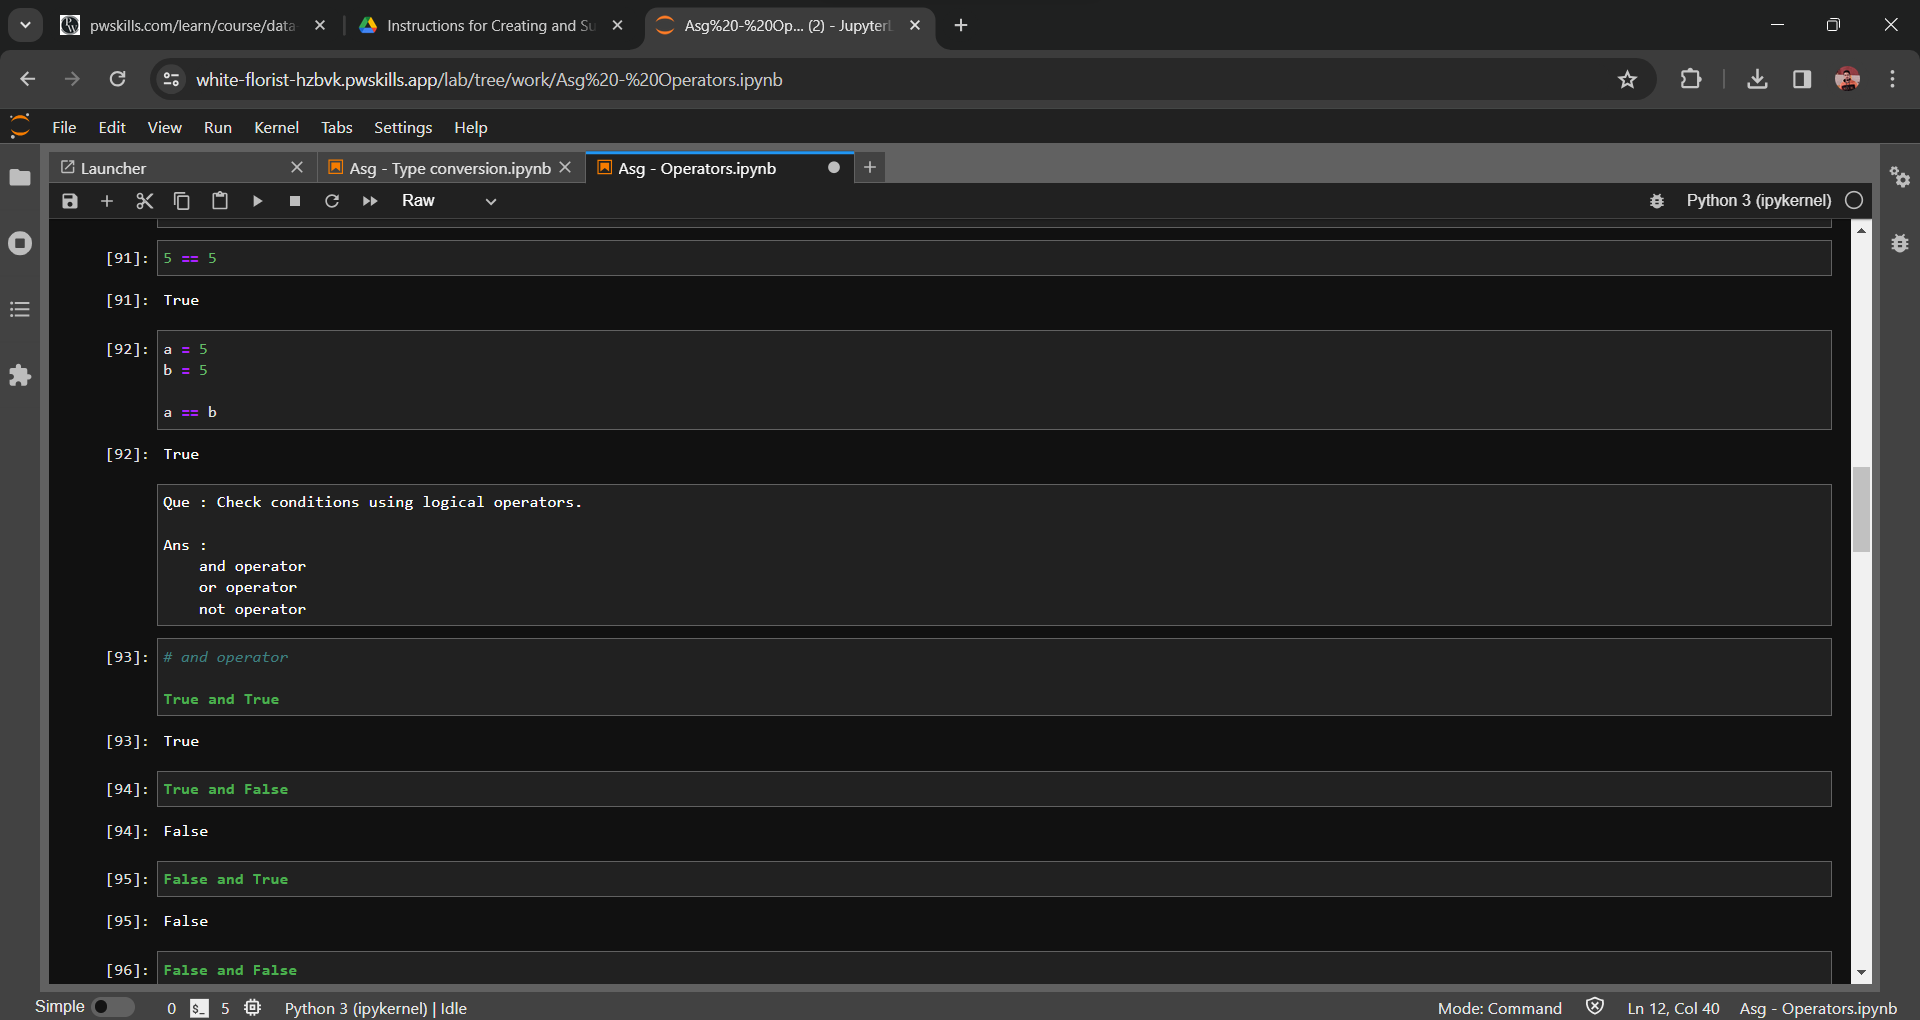 pwskills.com/learn/course/data-
Instructions for Creating and Su
Asg%20-%20Op... (2) - JupyterL
white-florist-hzbvk.pwskills.app/lab/tree/work/Asg%20-%20Operators.ipynb
File Edit View Run Kernel Tabs Settings Help
Launcher
Asg - Type conversion.ipynb
Asg - Operators.ipynb
Raw
Python 3 (ipykernel)
[91]: 5 == 5
[91]: True
[92]: a = 5
b = 5
a == b
[92]: True
Que : Check conditions using logical operators.
Ans :
and operator
or operator
not operator
[93]: # and operator
True and True
[93]: True
[94]: True and False
[94]: False
[95]: False and True
[95]: False
[96]: False and False
Simple 0 $_ 5 Python 3 (ipykernel) | Idle
Mode: Command Ln 12, Col 40 Asg - Operators.ipynb